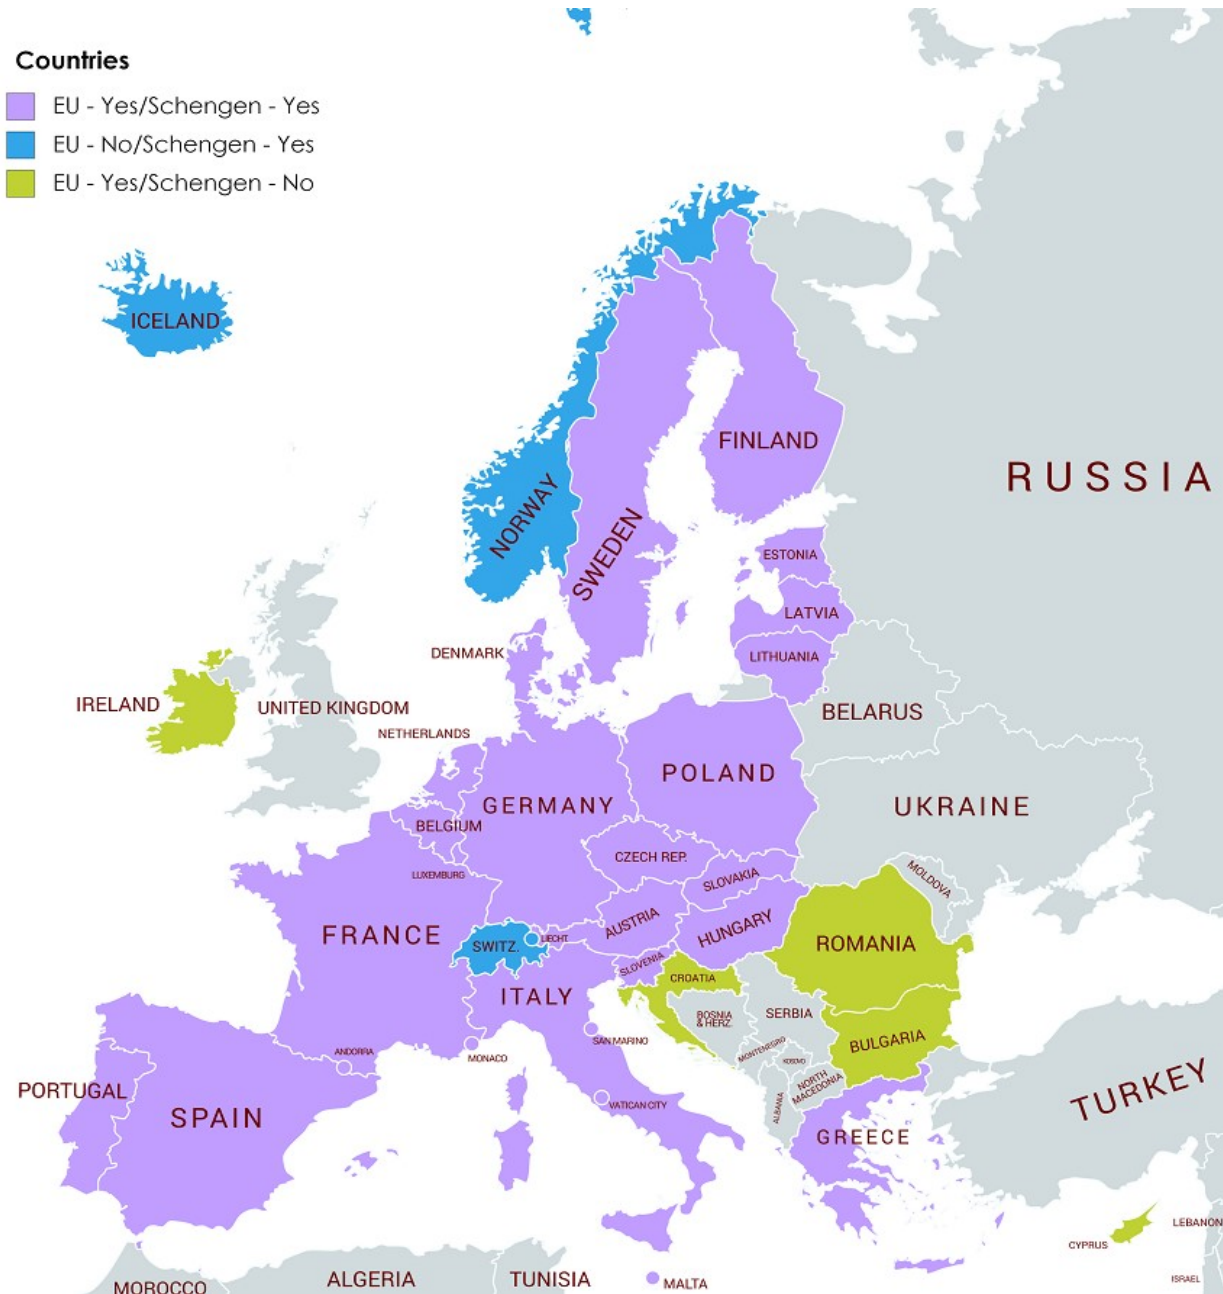 Countries
EU - Yes/Schengen - Yes
EU - No/Schengen - Yes
EU - Yes/Schengen - No
ICELAND
FINLAND
RUSSIA
NORWAY
SWEDEN
ESTONIA
LATVIA
DENMARK
LITHUANIA
IRELAND
UNITED KINGDOM
BELARUS
NETHERLANDS
POLAND
GERMANY
UKRAINE
BELGIUM
CZECH REP.
LUXEMBURG
SLOVAKIA
MOLDOVA
AUSTRIA
HUNGARY
FRANCE
SWITZ.
LIECHT.
ROMANIA
SLOVENIA
CROATIA
ITALY
BOSNIA
& HERZ.
SERBIA
SAN MARINO
BULGARIA
ANDORRA
MONACO
MONTENEGRO
KOSOVO
PORTUGAL
SPAIN
VATICAN CITY
NORTH
MACEDONIA
ALBANIA
TURKEY
GREECE
CYPRUS
LEBANON
MOROCCO
ALGERIA
TUNISIA
MALTA
ISRAEL